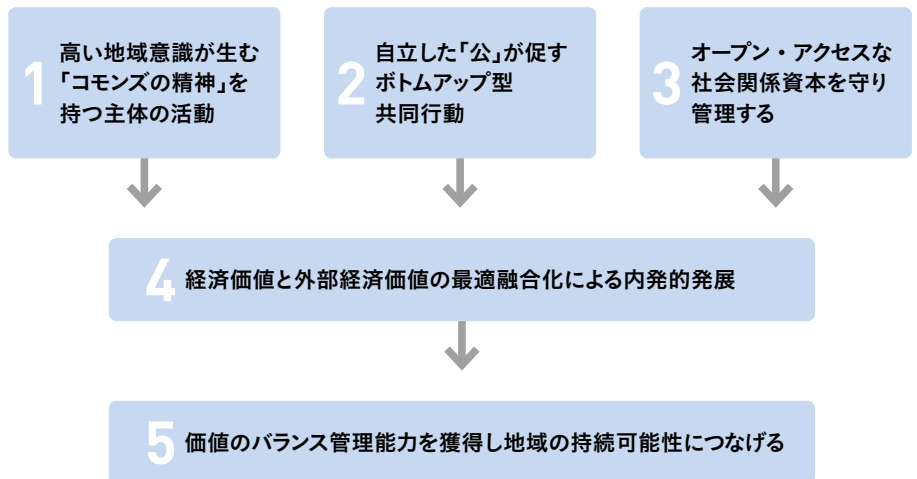 1
高い地域意識が生む
「コモンズの精神」を
持つ主体の活動
2
自立した「公」が促す
ボトムアップ型
共同行動
3
オープン・アクセスな
社会関係資本を守り
管理する
4 経済価値と外部経済価値の最適融合化による内発的発展
5 価値のバランス管理能力を獲得し地域の持続可能性につなげる